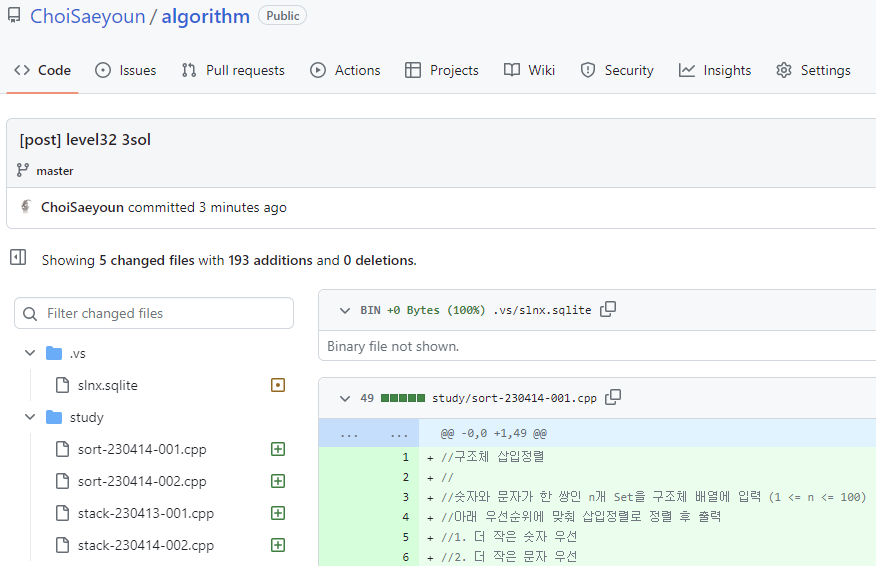 ChoiSaeyoun / algorithm Public
Code Issues Pull requests Actions Projects Wiki Security Insights Settings
[post] level32 3sol
master
ChoiSaeyoun committed 3 minutes ago
Showing 5 changed files with 193 additions and 0 deletions.
Filter changed files
.vs
slnx.sqlite
study
sort-230414-001.cpp
sort-230414-002.cpp
stack-230413-001.cpp
stack-230414-002.cpp
BIN +0 Bytes (100%) .vs/slnx.sqlite
Binary file not shown.
49 study/sort-230414-001.cpp
... ... @@ -0,0 +1,49 @@
1 + //구조체 삽입정렬
2 + //
3 + //숫자와 문자가 한 쌍인 n개 Set을 구조체 배열에 입력 (1 <= n <= 100)
4 + //아래 우선순위에 맞춰 삽입정렬로 정렬 후 출력
5 + //1. 더 작은 숫자 우선
6 + //2. 더 작은 문자 우선